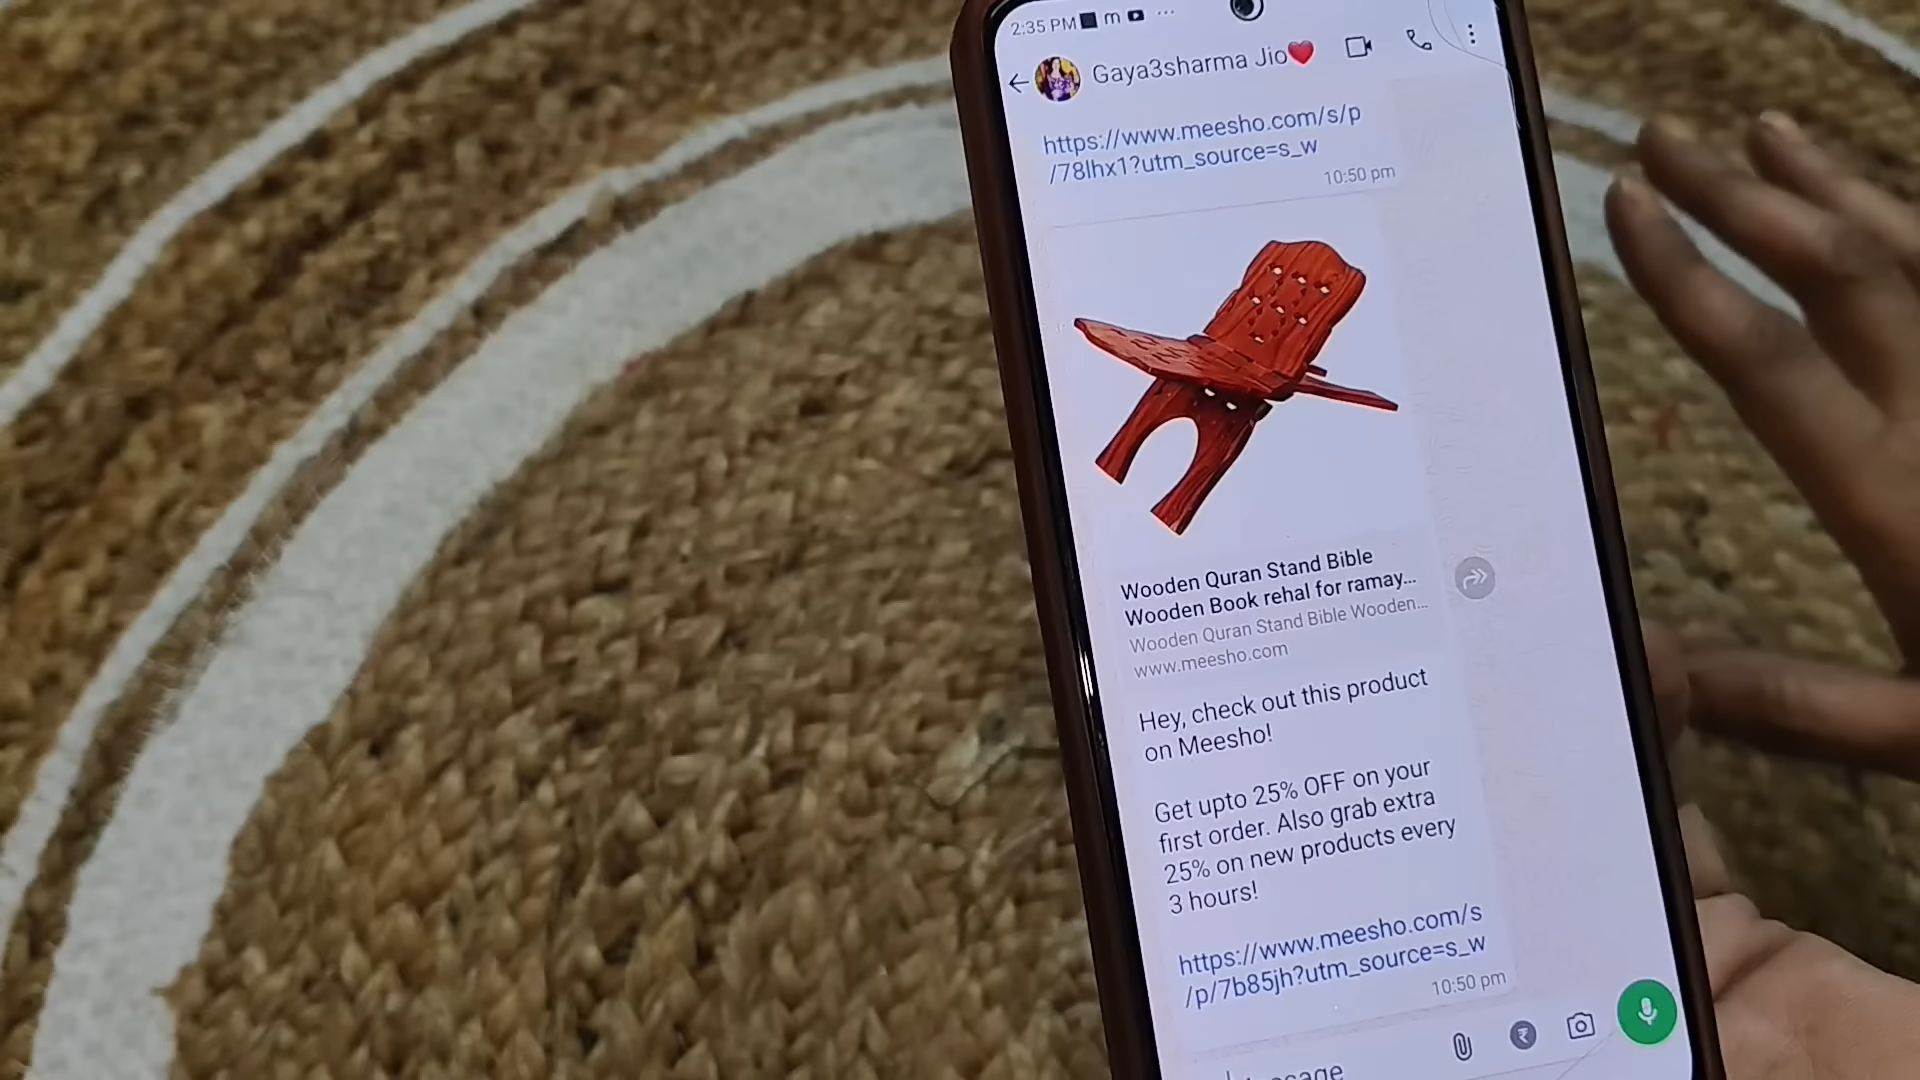 2:35 PM m ...
Gaya3sharma Jio❤️
https://www.meesho.com/s/p
/78lhx1?utm_source=s_w
10:50 pm
Wooden Quran Stand Bible
Wooden Book rehal for ramay...
Wooden Quran Stand Bible Wooden...
www.meesho.com
Hey, check out this product
on Meesho!
Get upto 25% OFF on your
first order. Also grab extra
25% on new products every
3 hours!
https://www.meesho.com/s
/p/7b85jh?utm_source=s_w
10:50 pm